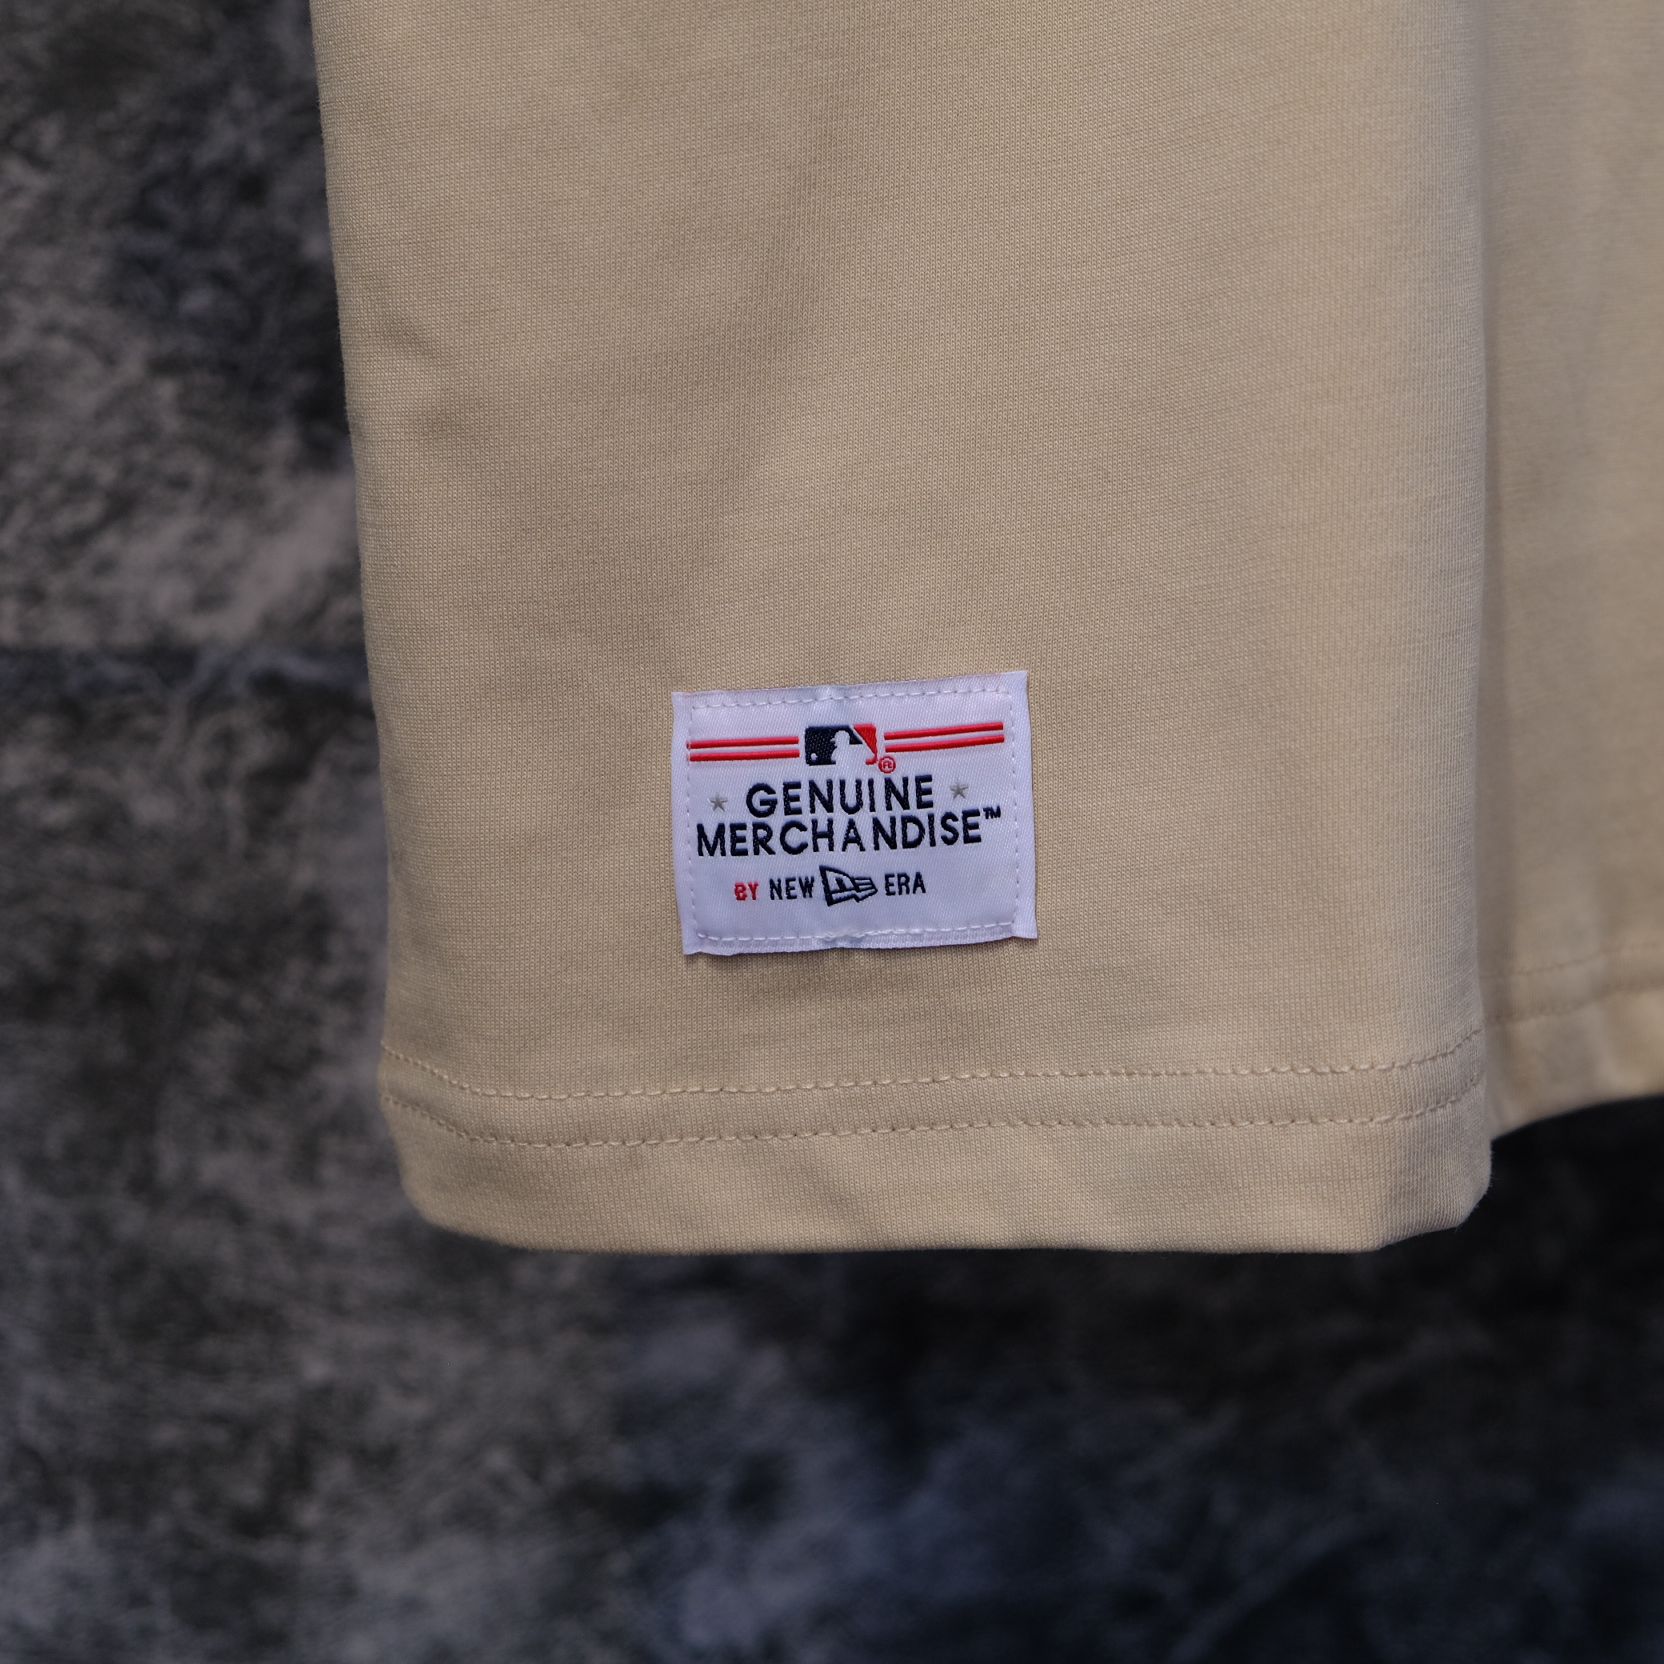 GENUINE
MERCHANDISE™
BY NEW ERA